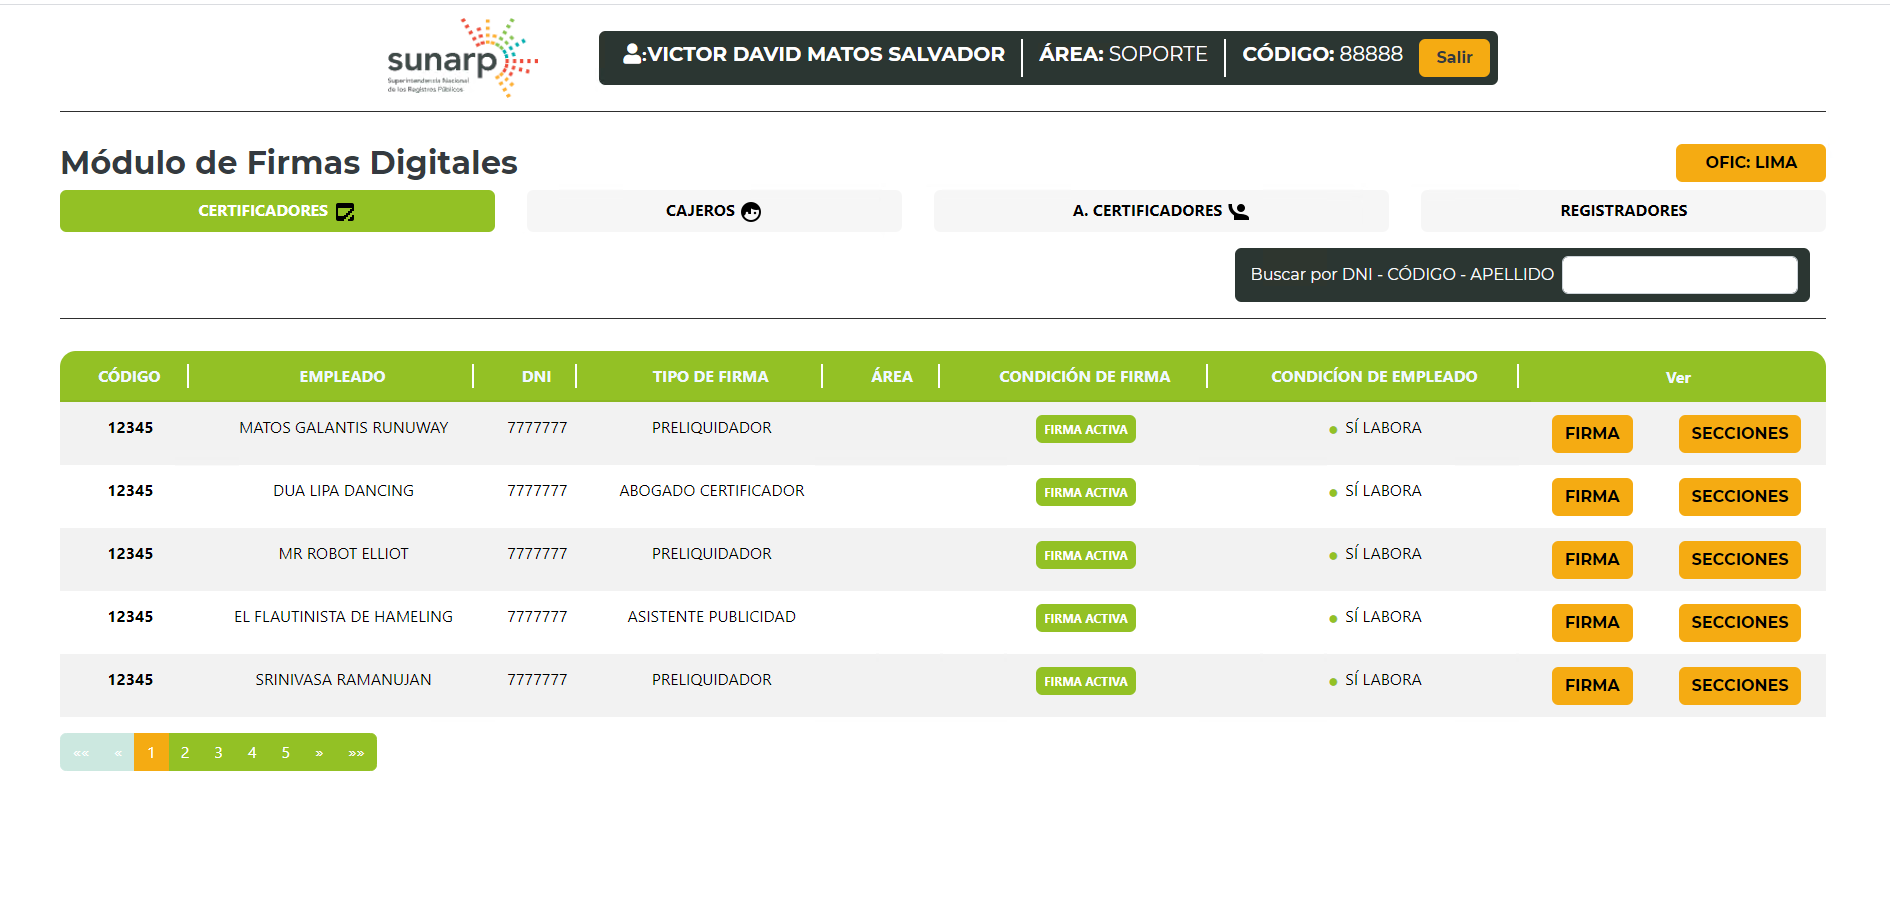 sunarp
Superintendencia Nacional
de los Registros Públicos
:VICTOR DAVID MATOS SALVADOR ÁREA: SOPORTE CÓDIGO: 88888 Salir
Módulo de Firmas Digitales
OFIC: LIMA
CERTIFICADORES CAJEROS A. CERTIFICADORES REGISTRADORES
Buscar por DNI - CÓDIGO - APELLIDO
CÓDIGO EMPLEADO DNI TIPO DE FIRMA ÁREA CONDICIÓN DE FIRMA CONDICÍON DE EMPLEADO Ver
12345 MATOS GALANTIS RUNUWAY 7777777 PRELIQUIDADOR FIRMA ACTIVA SÍ LABORA FIRMA SECCIONES
12345 DUA LIPA DANCING 7777777 ABOGADO CERTIFICADOR FIRMA ACTIVA SÍ LABORA FIRMA SECCIONES
12345 MR ROBOT ELLIOT 7777777 PRELIQUIDADOR FIRMA ACTIVA SÍ LABORA FIRMA SECCIONES
12345 EL FLAUTINISTA DE HAMELING 7777777 ASISTENTE PUBLICIDAD FIRMA ACTIVA SÍ LABORA FIRMA SECCIONES
12345 SRINIVASA RAMANUJAN 7777777 PRELIQUIDADOR FIRMA ACTIVA SÍ LABORA FIRMA SECCIONES
«« « 1 2 3 4 5 » »»